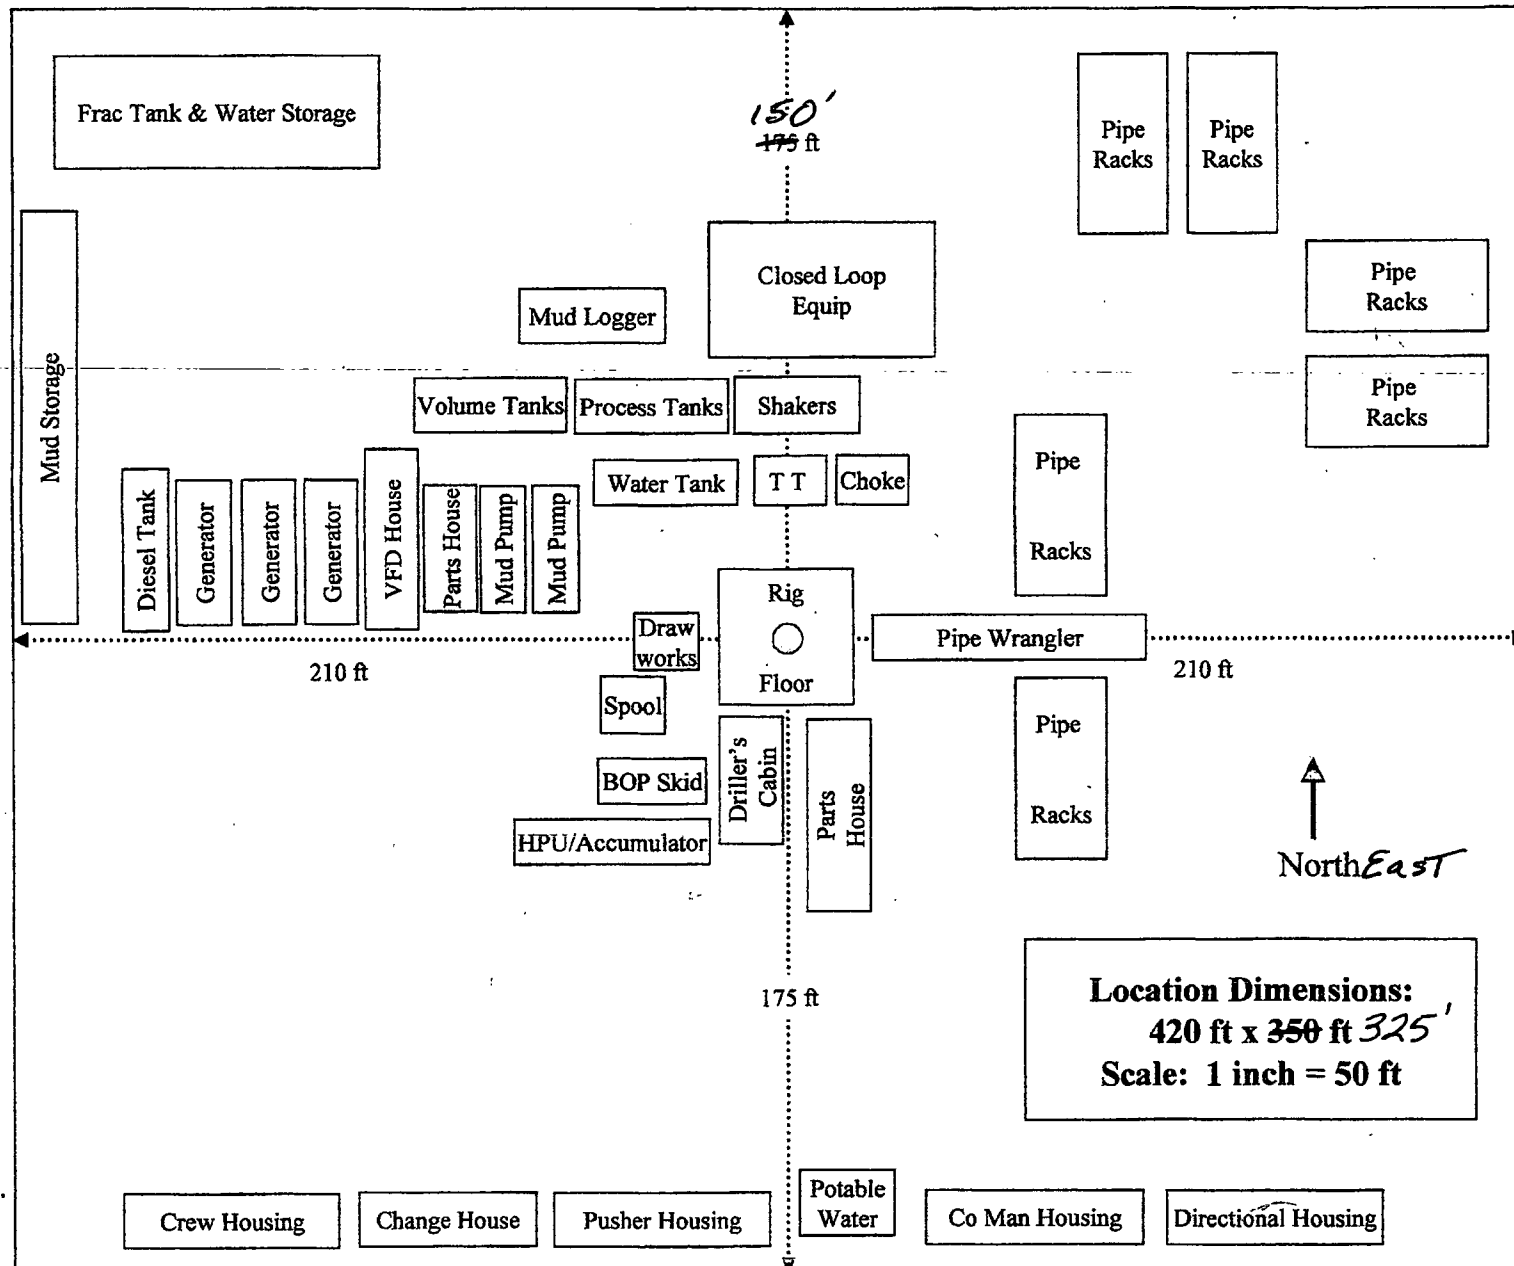 Frac Tank & Water Storage
150'
175 ft
Pipe
Racks
Pipe
Racks
Closed Loop
Equip
Pipe
Racks
Mud Logger
Mud Storage
Pipe
Racks
Volume Tanks
Process Tanks
Shakers
Pipe
Racks
Water Tank
T T
Choke
Diesel Tank
Generator
Generator
Generator
VFD House
Parts House
Mud Pump
Mud Pump
Rig
Floor
Draw
works
Pipe Wrangler
210 ft
210 ft
Spool
Driller's
Cabin
Parts
House
Pipe
Racks
BOP Skid
HPU/Accumulator
North East
175 ft
Location Dimensions:
420 ft x 350 ft 325'
Scale: 1 inch = 50 ft
Crew Housing
Change House
Pusher Housing
Potable
Water
Co Man Housing
Directional Housing